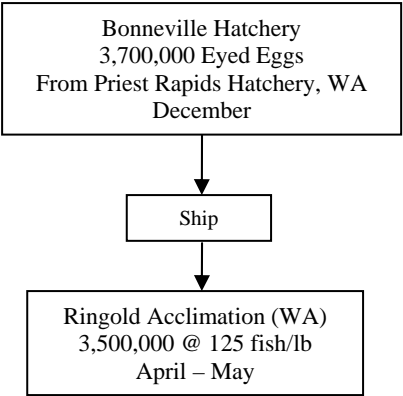 Bonneville Hatchery
3,700,000 Eyed Eggs
From Priest Rapids Hatchery, WA
December
Ship
Ringold Acclimation (WA)
3,500,000 @ 125 fish/lb
April – May